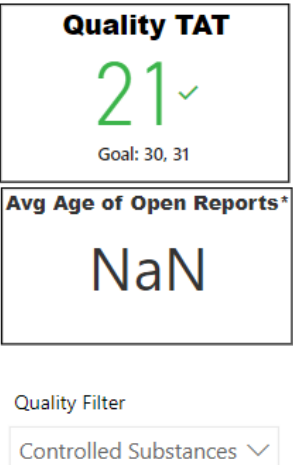 Quality TAT
21
Goal: 30, 31
Avg Age of Open Reports*
NaN
Quality Filter
Controlled Substances